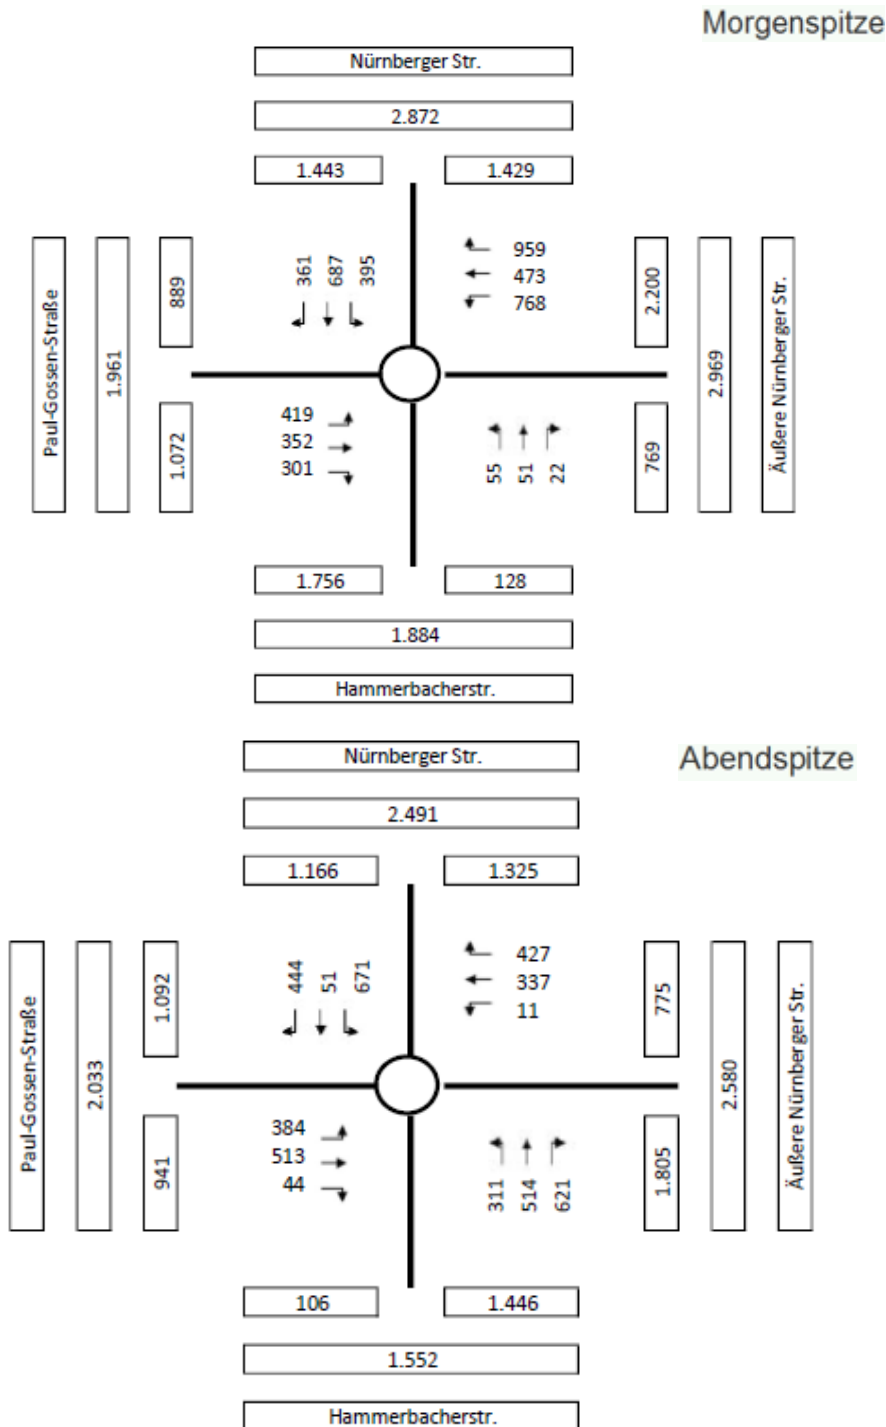 Morgenspitze
Nürnberger Str.
2.872
1.443 1.429
Paul-Gossen-Straße
1.961
889
1.072
361 687 395
959
473
768
2.200
769
2.969
Äußere Nürnberger Str.
419
352
301
55 51 22
1.756 128
1.884
Hammerbacherstr.
Abendspitze
Nürnberger Str.
2.491
1.166 1.325
Paul-Gossen-Straße
2.033
1.092
941
444 51 671
427
337
11
775
1.805
2.580
Äußere Nürnberger Str.
384
513
44
311 514 621
106 1.446
1.552
Hammerbacherstr.